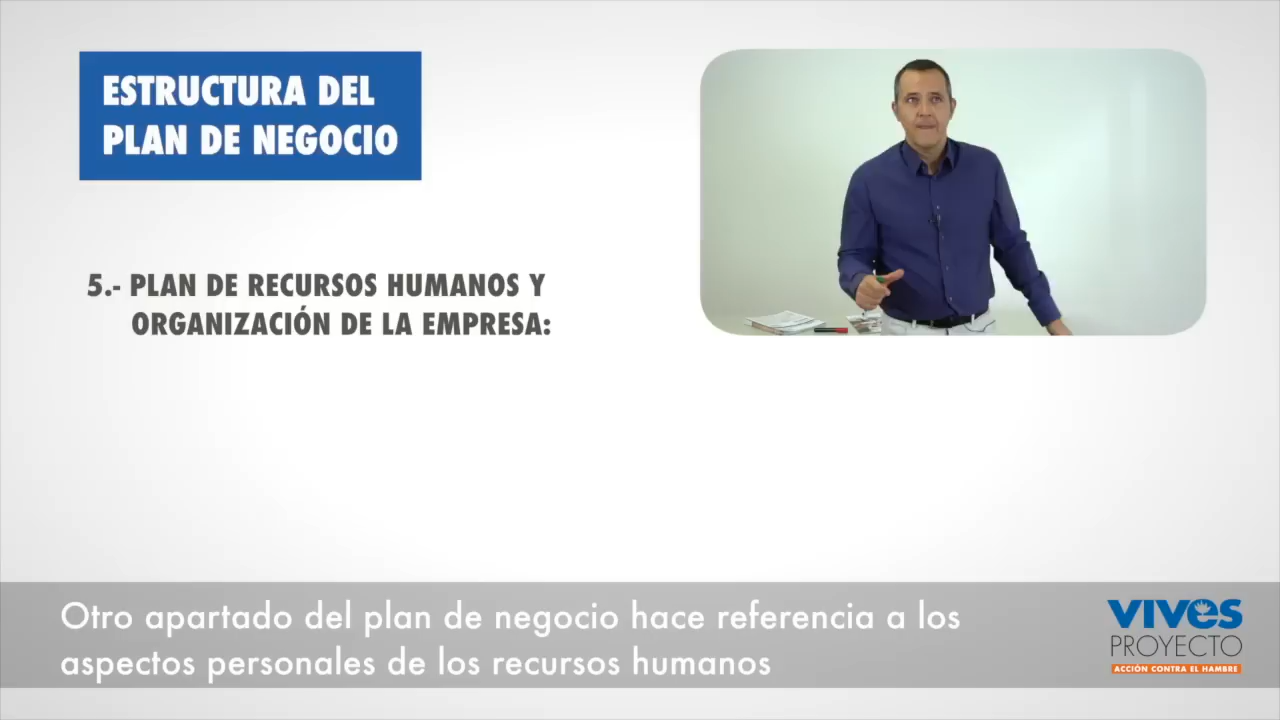 ESTRUCTURA DEL
PLAN DE NEGOCIO
5.- PLAN DE RECURSOS HUMANOS Y
ORGANIZACIÓN DE LA EMPRESA:
Otro apartado del plan de negocio hace referencia a los
aspectos personales de los recursos humanos
VIVES
PROYECTO
ACCIÓN CONTRA EL HAMBRE